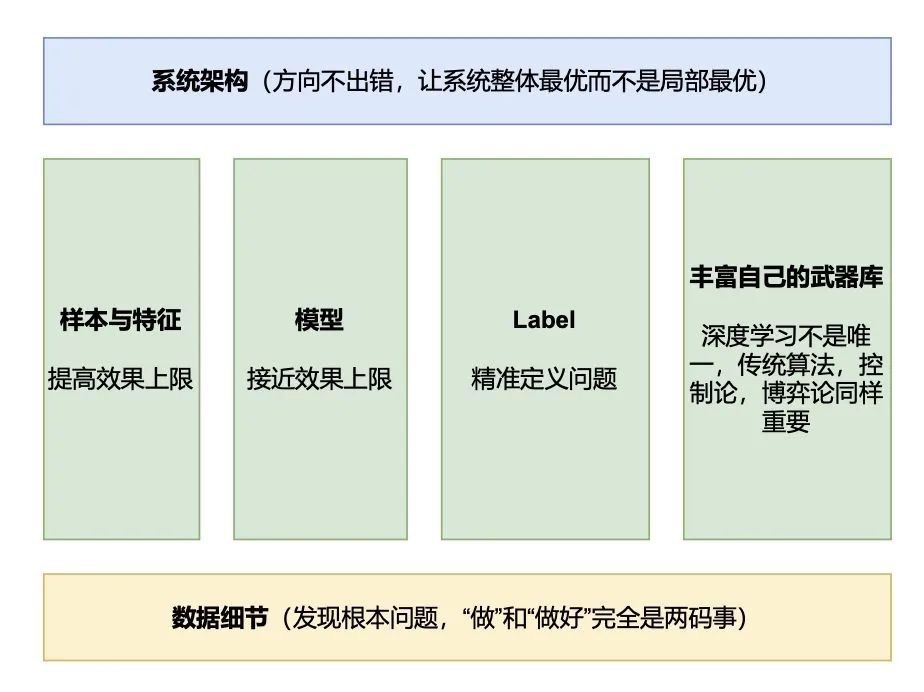 系统架构（方向不出错，让系统整体最优而不是局部最优）
样本与特征
提高效果上限
模型
接近效果上限
Label
精准定义问题
丰富自己的武器库
深度学习不是唯
一，传统算法，控
制论，博弈论同样
重要
数据细节（发现根本问题，“做”和“做好”完全是两码事）